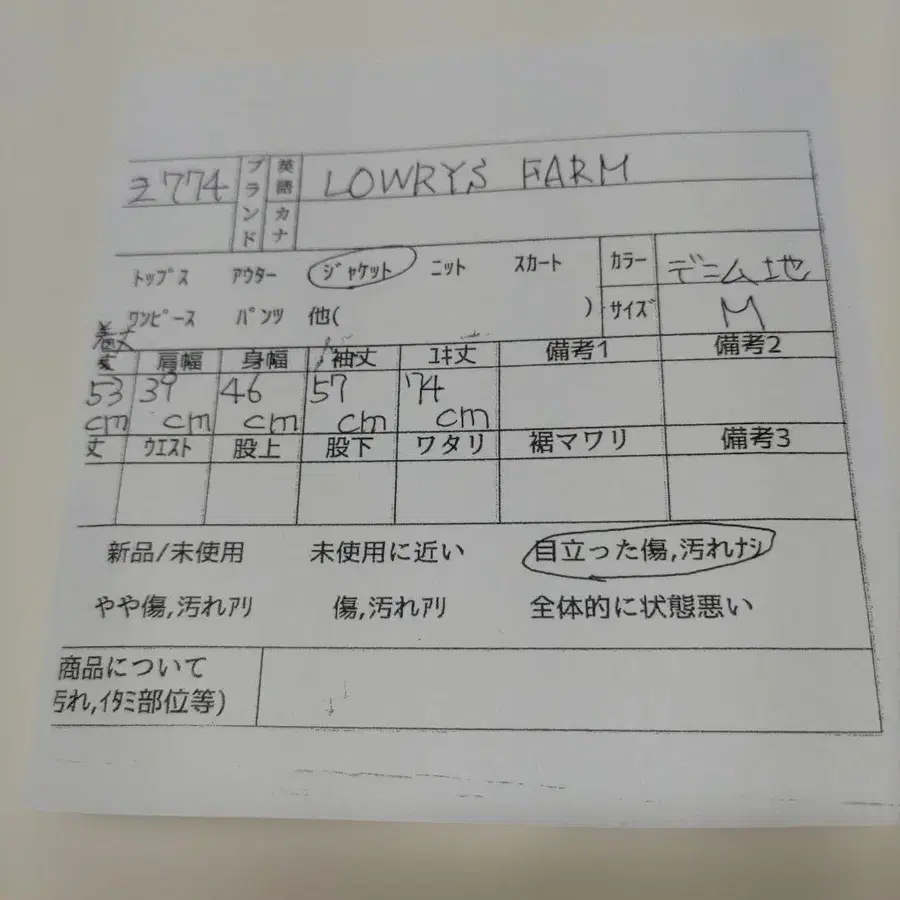 2774 ブランド 英語 LOWRYS FARM
カナ
トップス アウター ジャケット ニット スカート カラー デニム地
ワンピース パンツ 他( ) サイズ M
着丈
丈 肩幅 身幅 袖丈 ユキ丈 備考1 備考2
53 39 46 57 74
cm cm cm cm cm
丈 ウエスト 股上 股下 ワタリ 裾マワリ 備考3
新品/未使用 未使用に近い 目立った傷,汚れナシ
やや傷,汚れアリ 傷,汚れアリ 全体的に状態悪い
商品について
汚れ,イタミ部位等)